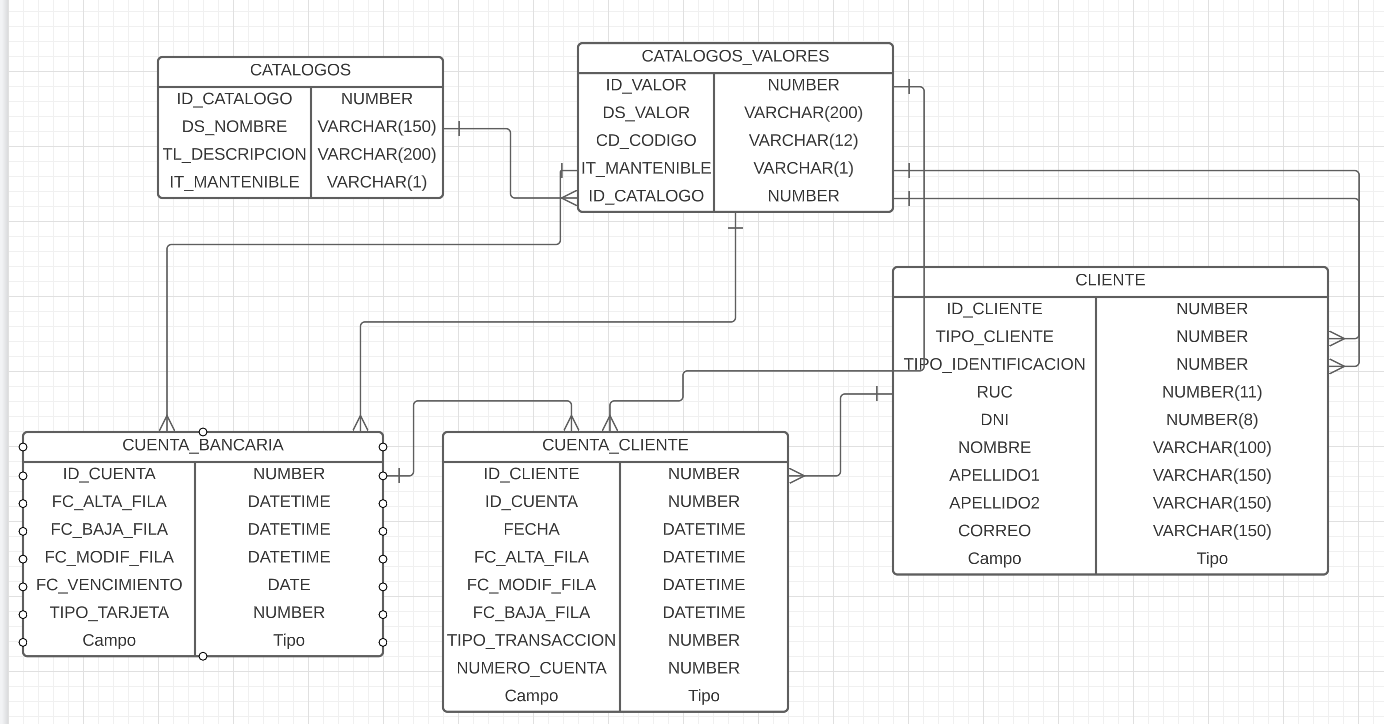 CATALOGOS
ID_CATALOGO NUMBER
DS_NOMBRE VARCHAR(150)
TL_DESCRIPCION VARCHAR(200)
IT_MANTENIBLE VARCHAR(1)
CATALOGOS_VALORES
ID_VALOR NUMBER
DS_VALOR VARCHAR(200)
CD_CODIGO VARCHAR(12)
IT_MANTENIBLE VARCHAR(1)
ID_CATALOGO NUMBER
CLIENTE
ID_CLIENTE NUMBER
TIPO_CLIENTE NUMBER
TIPO_IDENTIFICACION NUMBER
RUC NUMBER(11)
DNI NUMBER(8)
NOMBRE VARCHAR(100)
APELLIDO1 VARCHAR(150)
APELLIDO2 VARCHAR(150)
CORREO VARCHAR(150)
Campo Tipo
CUENTA_BANCARIA
ID_CUENTA NUMBER
FC_ALTA_FILA DATETIME
FC_BAJA_FILA DATETIME
FC_MODIF_FILA DATETIME
FC_VENCIMIENTO DATE
TIPO_TARJETA NUMBER
Campo Tipo
CUENTA_CLIENTE
ID_CLIENTE NUMBER
ID_CUENTA NUMBER
FECHA DATETIME
FC_ALTA_FILA DATETIME
FC_MODIF_FILA DATETIME
FC_BAJA_FILA DATETIME
TIPO_TRANSACCION NUMBER
NUMERO_CUENTA NUMBER
Campo Tipo